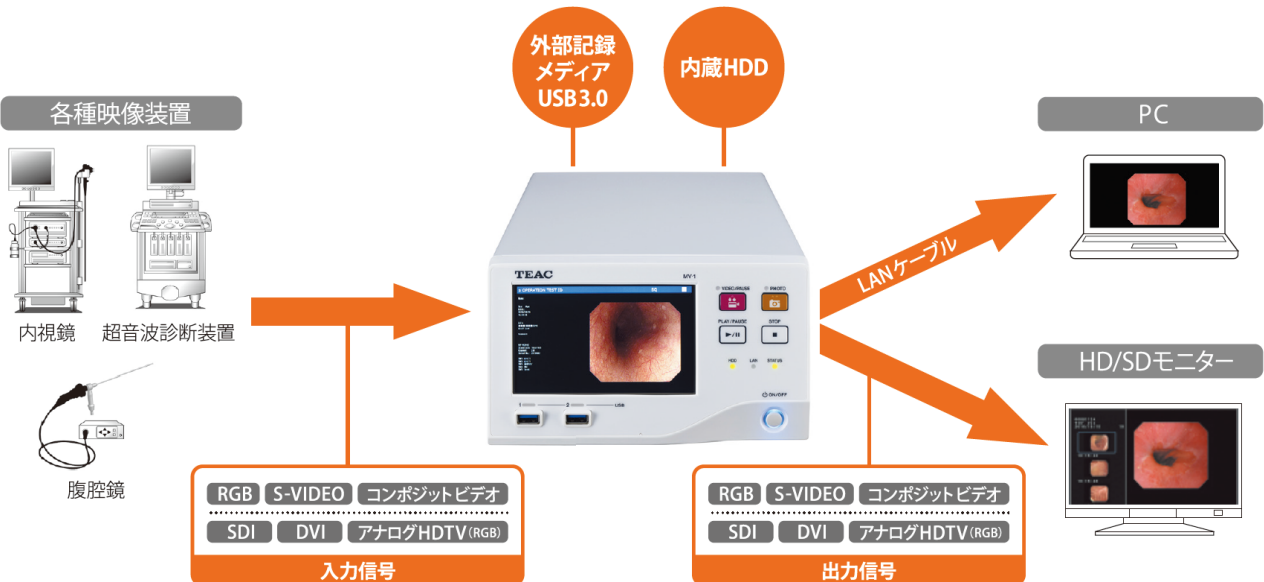 外部記録
メディア
USB3.0
内蔵HDD
各種映像装置
PC
内視鏡
超音波診断装置
腹腔鏡
TEAC
MV-1
OPERATION TEST ID
VIDEO/PAUSE
PHOTO
PLAY/PAUSE
STOP
HDD
LAN
STATUS
1
2
USB
ON/OFF
LANケーブル
HD/SDモニター
RGB S-VIDEO コンポジットビデオ
SDI DVI アナログHDTV(RGB)
入力信号
RGB S-VIDEO コンポジットビデオ
SDI DVI アナログHDTV(RGB)
出力信号